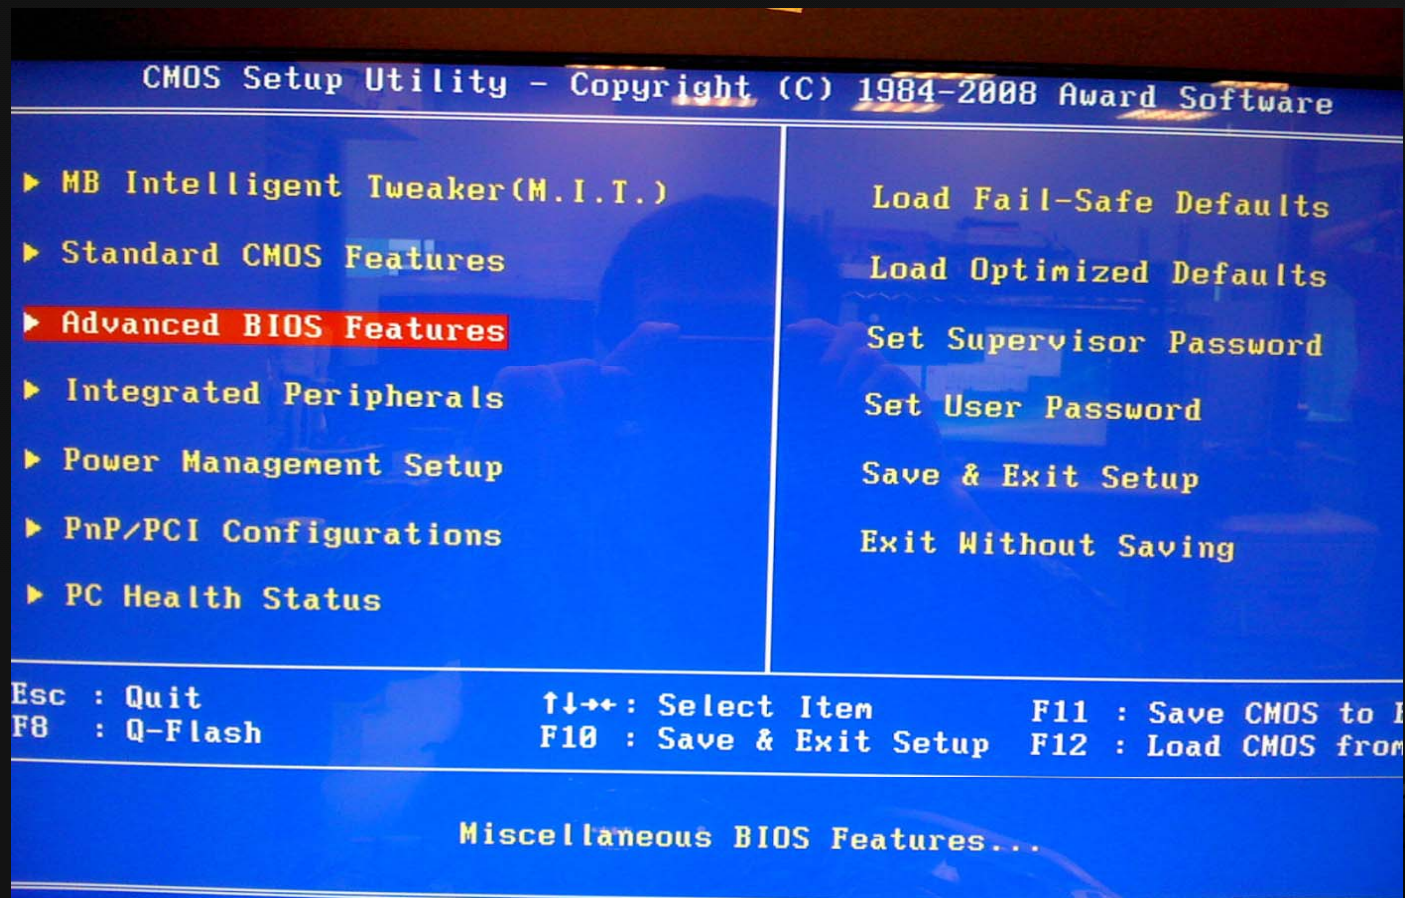 CMOS Setup Utility - Copyright (C) 1984-2008 Award Software
► MB Intelligent Tweaker(M.I.T.)
► Standard CMOS Features
► Advanced BIOS Features
► Integrated Peripherals
► Power Management Setup
► PnP/PCI Configurations
► PC Health Status
Load Fail-Safe Defaults
Load Optimized Defaults
Set Supervisor Password
Set User Password
Save & Exit Setup
Exit Without Saving
Esc : Quit ↑↓→←: Select Item F11 : Save CMOS to
F8 : Q-Flash F10 : Save & Exit Setup F12 : Load CMOS from
Miscellaneous BIOS Features...